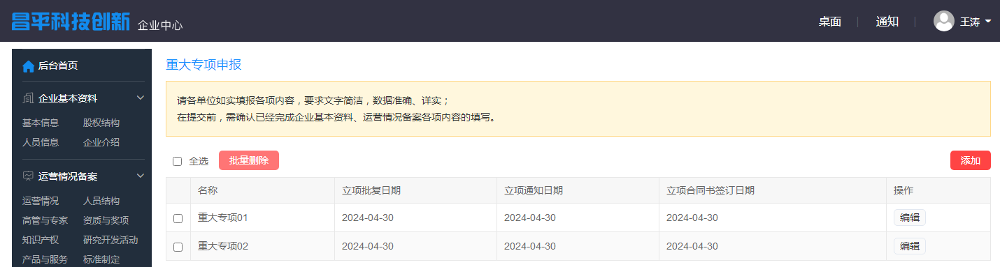 昌平科技创新 企业中心
桌面 通知 王涛
后台首页
企业基本资料
基本信息 股权结构
人员信息 企业介绍
运营情况备案
运营情况 人员结构
高管与专家 资质与奖项
知识产权 研究开发活动
产品与服务 标准制定
重大专项申报
请各单位如实填报各项内容，要求文字简洁，数据准确、详实；
在提交前，需确认已经完成企业基本资料、运营情况备案各项内容的填写。
全选 批量删除 添加
名称 立项批复日期 立项通知日期 立项合同书签订日期 操作
重大专项01 2024-04-30 2024-04-30 2024-04-30 编辑
重大专项02 2024-04-30 2024-04-30 2024-04-30 编辑